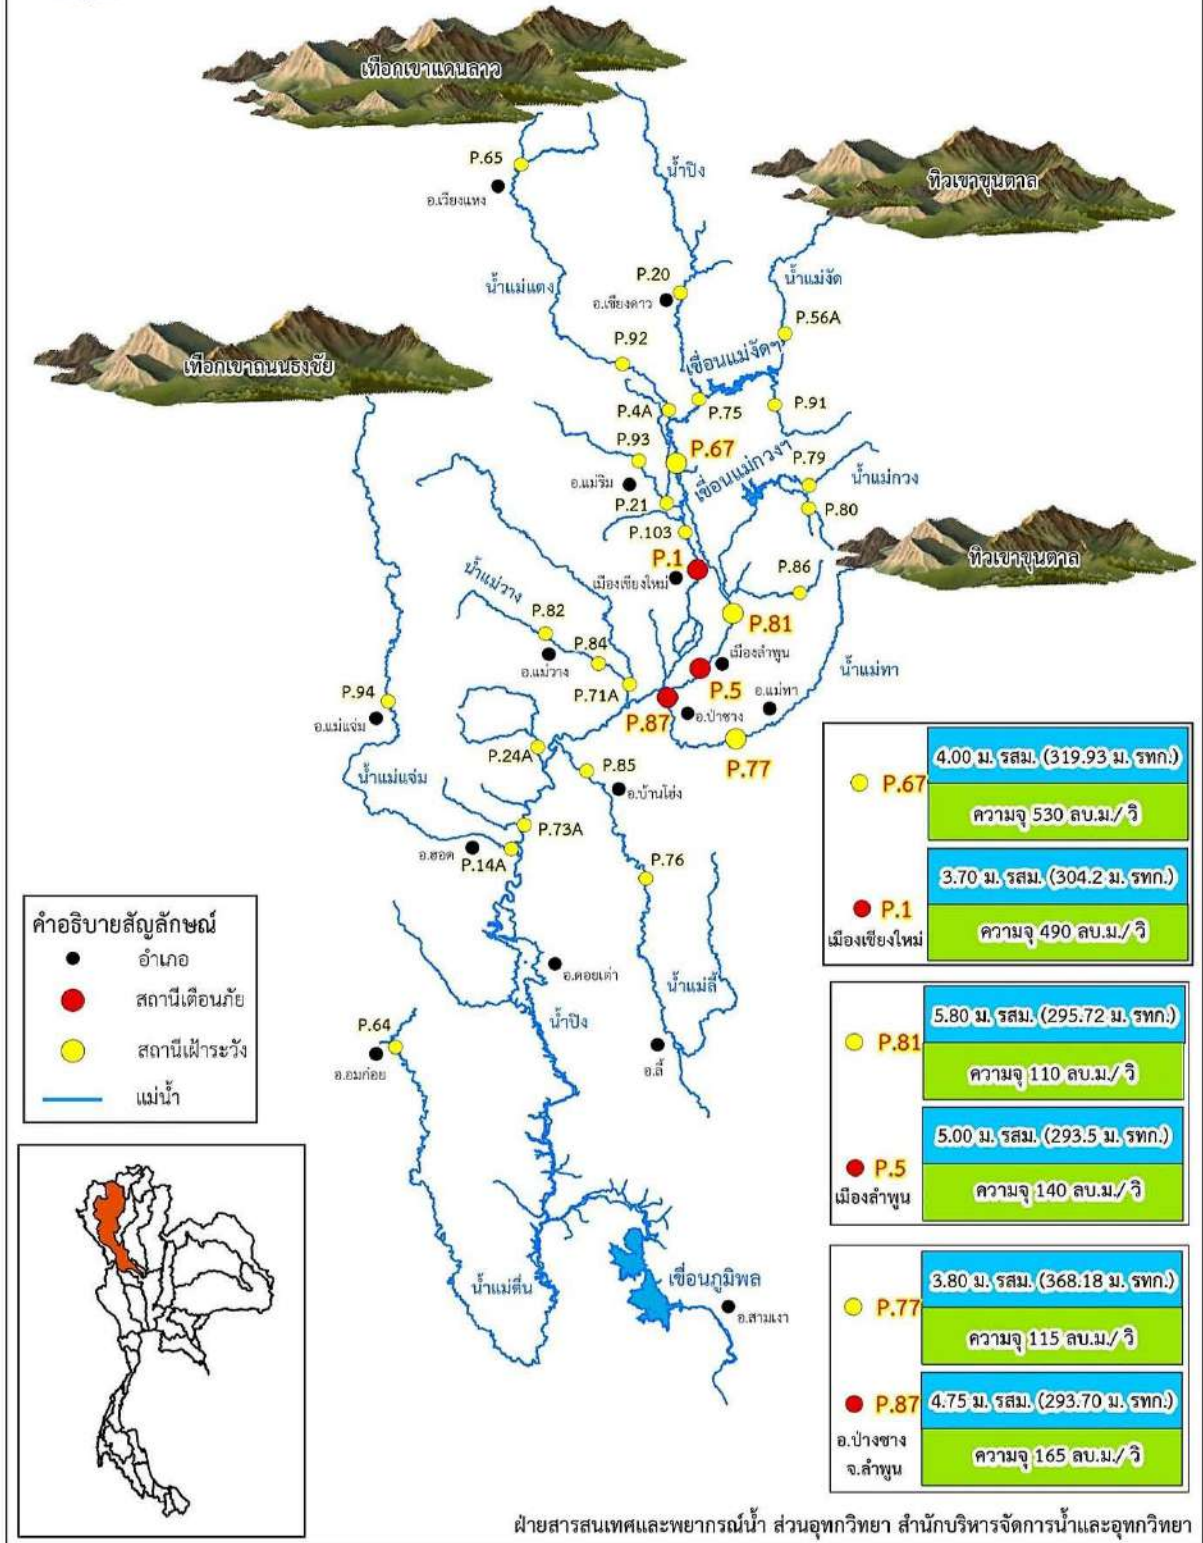 เทือกเขาแดนลาว
P.65
น้ำปิง
ทิวเขาขุนตาล
อ.เวียงแหง
P.20
น้ำแม่งัด
น้ำแม่แตง
อ.เชียงดาว
P.56A
P.92
เขื่อนแม่งัดฯ
เทือกเขาถนนธงชัย
P.4A
P.75
P.91
P.93
P.67
เขื่อนแม่กวงฯ
P.79
น้ำแม่กวง
อ.แม่ริม
P.21
P.80
P.103
P.1
ทิวเขาขุนตาล
เมืองเชียงใหม่
P.86
น้ำแม่วาง
P.82
P.81
P.84
เมืองลำพูน
อ.แม่วาง
น้ำแม่ทา
P.94
P.71A
P.5
อ.แม่ทา
อ.แม่แจ่ม
P.87
อ.ป่าซาง
P.24A
P.77
น้ำแม่แจ่ม
P.85
อ.บ้านโฮ่ง
P.73A
อ.ฮอด
P.14A
P.76
อ.ดอยเต่า
น้ำแม่ลี้
น้ำปิง
P.64
อ.อมก๋อย
อ.ลี้
น้ำแม่ตื่น
เขื่อนภูมิพล
อ.สามเงา
คำอธิบายสัญลักษณ์
อำเภอ
สถานีเตือนภัย
สถานีเฝ้าระวัง
แม่น้ำ
P.67
4.00 ม. รสม. (319.93 ม. รทก.)
ความจุ 530 ลบ.ม./ วิ
P.1
เมืองเชียงใหม่
3.70 ม. รสม. (304.2 ม. รทก.)
ความจุ 490 ลบ.ม./ วิ
P.81
5.80 ม. รสม. (295.72 ม. รทก.)
ความจุ 110 ลบ.ม./ วิ
P.5
เมืองลำพูน
5.00 ม. รสม. (293.5 ม. รทก.)
ความจุ 140 ลบ.ม./ วิ
P.77
3.80 ม. รสม. (368.18 ม. รทก.)
ความจุ 115 ลบ.ม./ วิ
P.87
อ.ป่างซาง
จ.ลำพูน
4.75 ม. รสม. (293.70 ม. รทก.)
ความจุ 165 ลบ.ม./ วิ
ฝ่ายสารสนเทศและพยากรณ์น้ำ ส่วนอุทกวิทยา สำนักบริหารจัดการน้ำและอุทกวิทยา